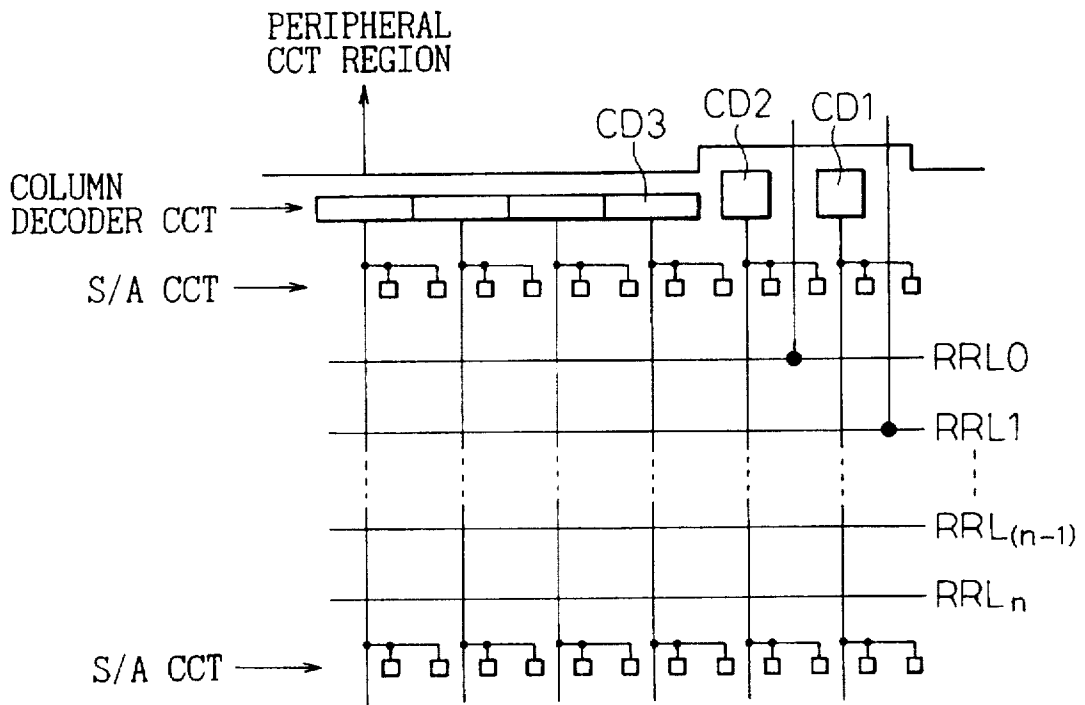 PERIPHERAL
CCT REGION
CD3
CD2
CD1
COLUMN
DECODER CCT
S/A CCT
RRL0
RRL1
RRL(n-1)
RRLn
S/A CCT